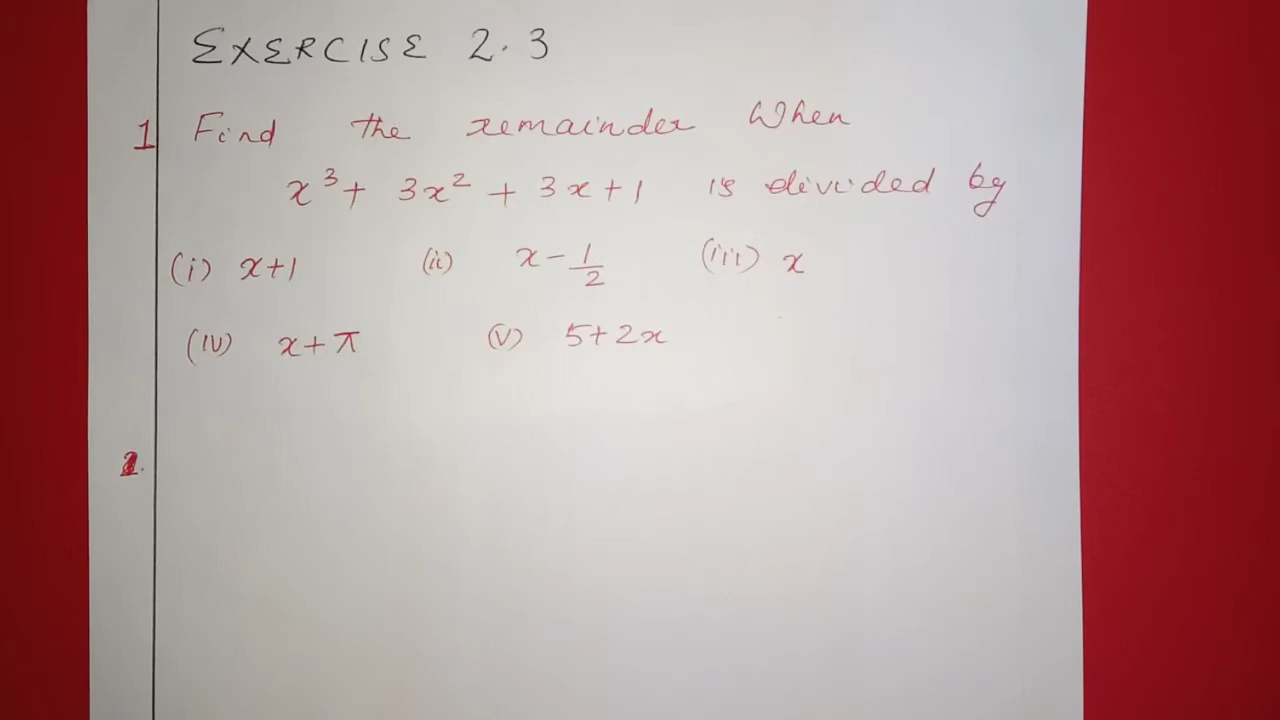 EXERCISE 2.3
1 Find the remainder when
x³ + 3x² + 3x + 1 is divided by
(i) x+1 (ii) x - 1/2 (iii) x
(iv) x + π (v) 5 + 2x
2.